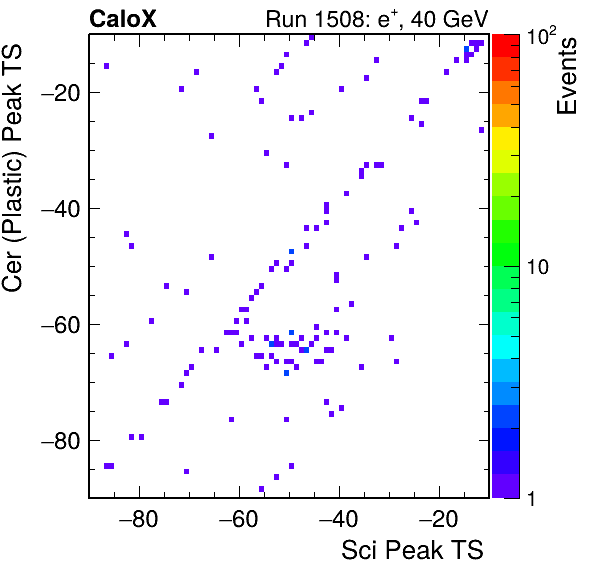 CaloX
Run 1508: e+, 40 GeV
Cer (Plastic) Peak TS
−20
−40
−60
−80
−80
−60
−40
−20
Sci Peak TS
10²
10
1
Events